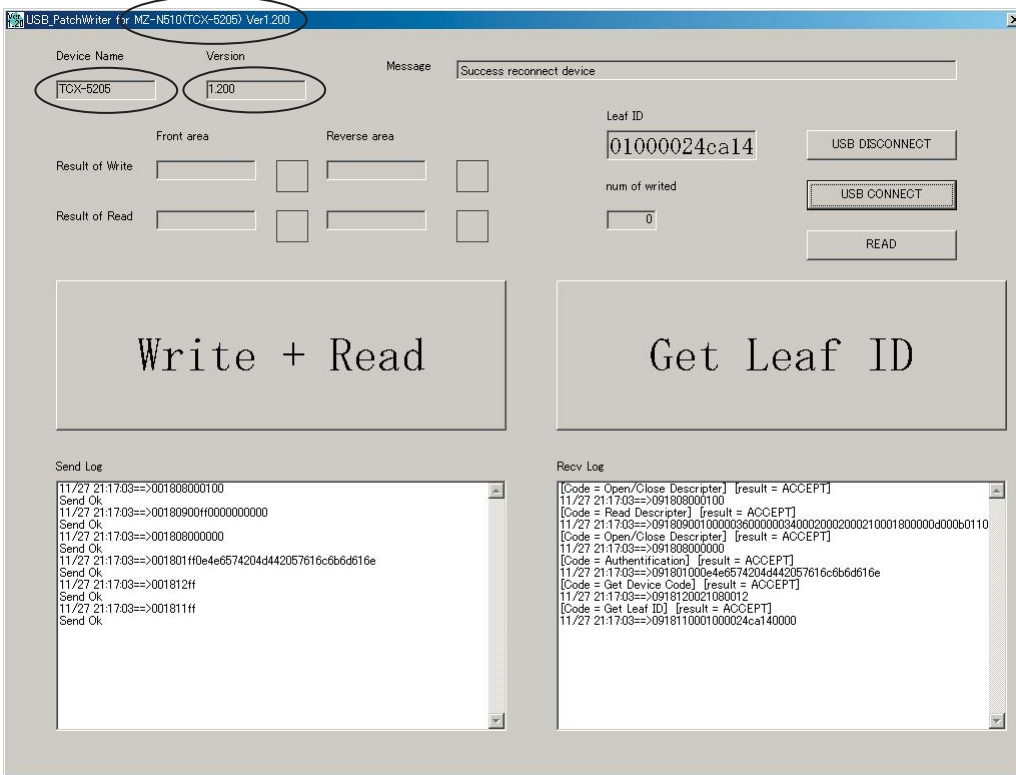 Ver. 1.20 USB_PatchWriter for MZ-N510(TCX-5205) Ver1.200
Device Name
Version
TCX-5205
1.200
Message
Success reconnect device
Front area
Reverse area
Result of Write
Result of Read
Leaf ID
01000024ca14
num of writed
0
USB DISCONNECT
USB CONNECT
READ
Write + Read
Get Leaf ID
Send Log
11/27 21:17:03==>001808000100
Send Ok
11/27 21:17:03==>00180900ff0000000000
Send Ok
11/27 21:17:03==>001808000000
Send Ok
11/27 21:17:03==>001801ff0e4e6574204d442057616c6b6d616e
Send Ok
11/27 21:17:03==>001812ff
Send Ok
11/27 21:17:03==>001811ff
Send Ok
Recv Log
[Code = Open/Close Descripter] [result = ACCEPT]
11/27 21:17:03==>091808000100
[Code = Read Descripter] [result = ACCEPT]
11/27 21:17:03==>09180900100000360000003400020002000210001800000d000b0110
[Code = Open/Close Descripter] [result = ACCEPT]
11/27 21:17:03==>091808000000
[Code = Authentification] [result = ACCEPT]
11/27 21:17:03==>091801000e4e6574204d442057616c6b6d616e
[Code = Get Device Code] [result = ACCEPT]
11/27 21:17:03==>0918120021080012
[Code = Get Leaf ID] [result = ACCEPT]
11/27 21:17:03==>0918110001000024ca140000